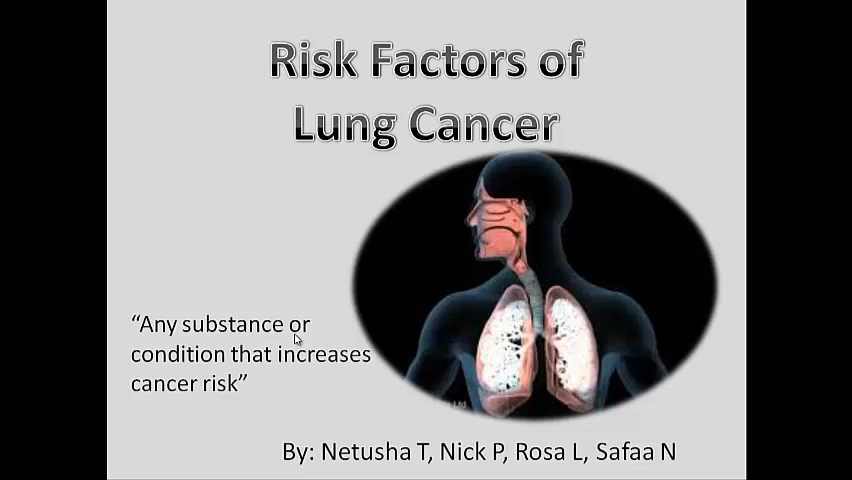 Risk Factors of
Lung Cancer
“Any substance or
condition that increases
cancer risk”
By: Netusha T, Nick P, Rosa L, Safaa N